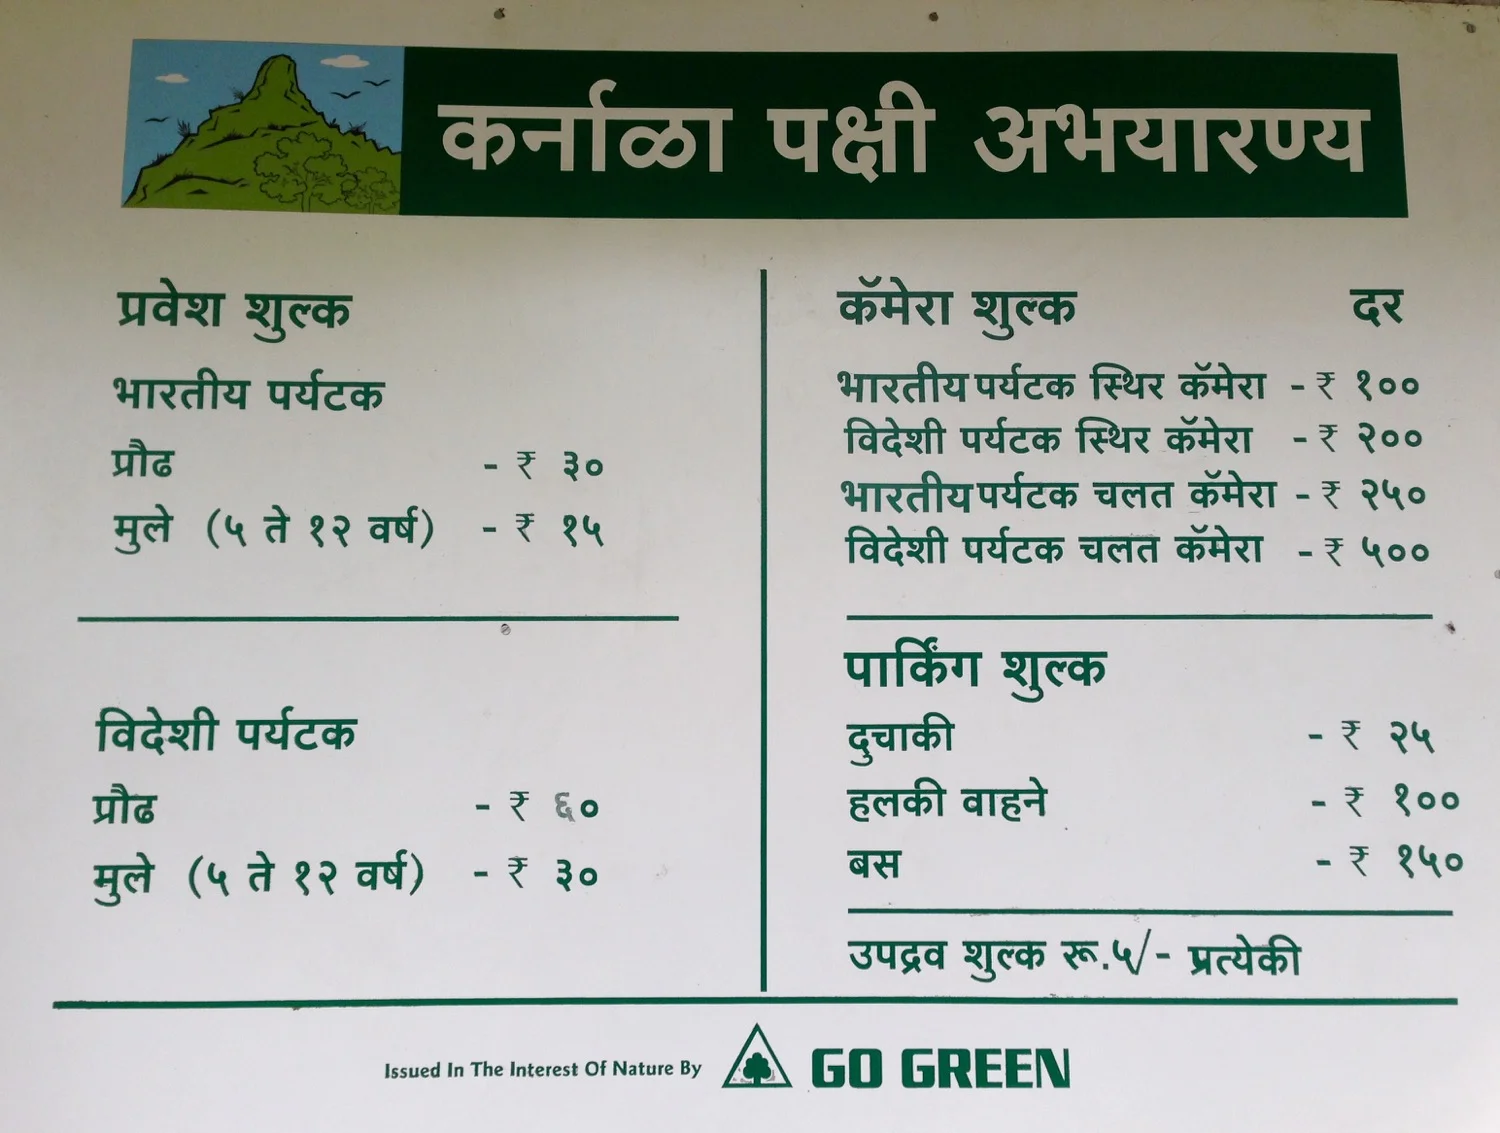 कर्नाळा पक्षी अभयारण्य
प्रवेश शुल्क
भारतीय पर्यटक
प्रौढ - ₹ ३०
मुले (५ ते १२ वर्ष) - ₹ १५
विदेशी पर्यटक
प्रौढ - ₹ ६०
मुले (५ ते १२ वर्ष) - ₹ ३०
कॅमेरा शुल्क दर
भारतीय पर्यटक स्थिर कॅमेरा - ₹ १००
विदेशी पर्यटक स्थिर कॅमेरा - ₹ २००
भारतीय पर्यटक चलत कॅमेरा - ₹ २५०
विदेशी पर्यटक चलत कॅमेरा - ₹ ५००
पार्किंग शुल्क
दुचाकी - ₹ २५
हलकी वाहने - ₹ १००
बस - ₹ १५०
उपद्रव शुल्क रू.५/- प्रत्येकी
Issued In The Interest Of Nature By GO GREEN